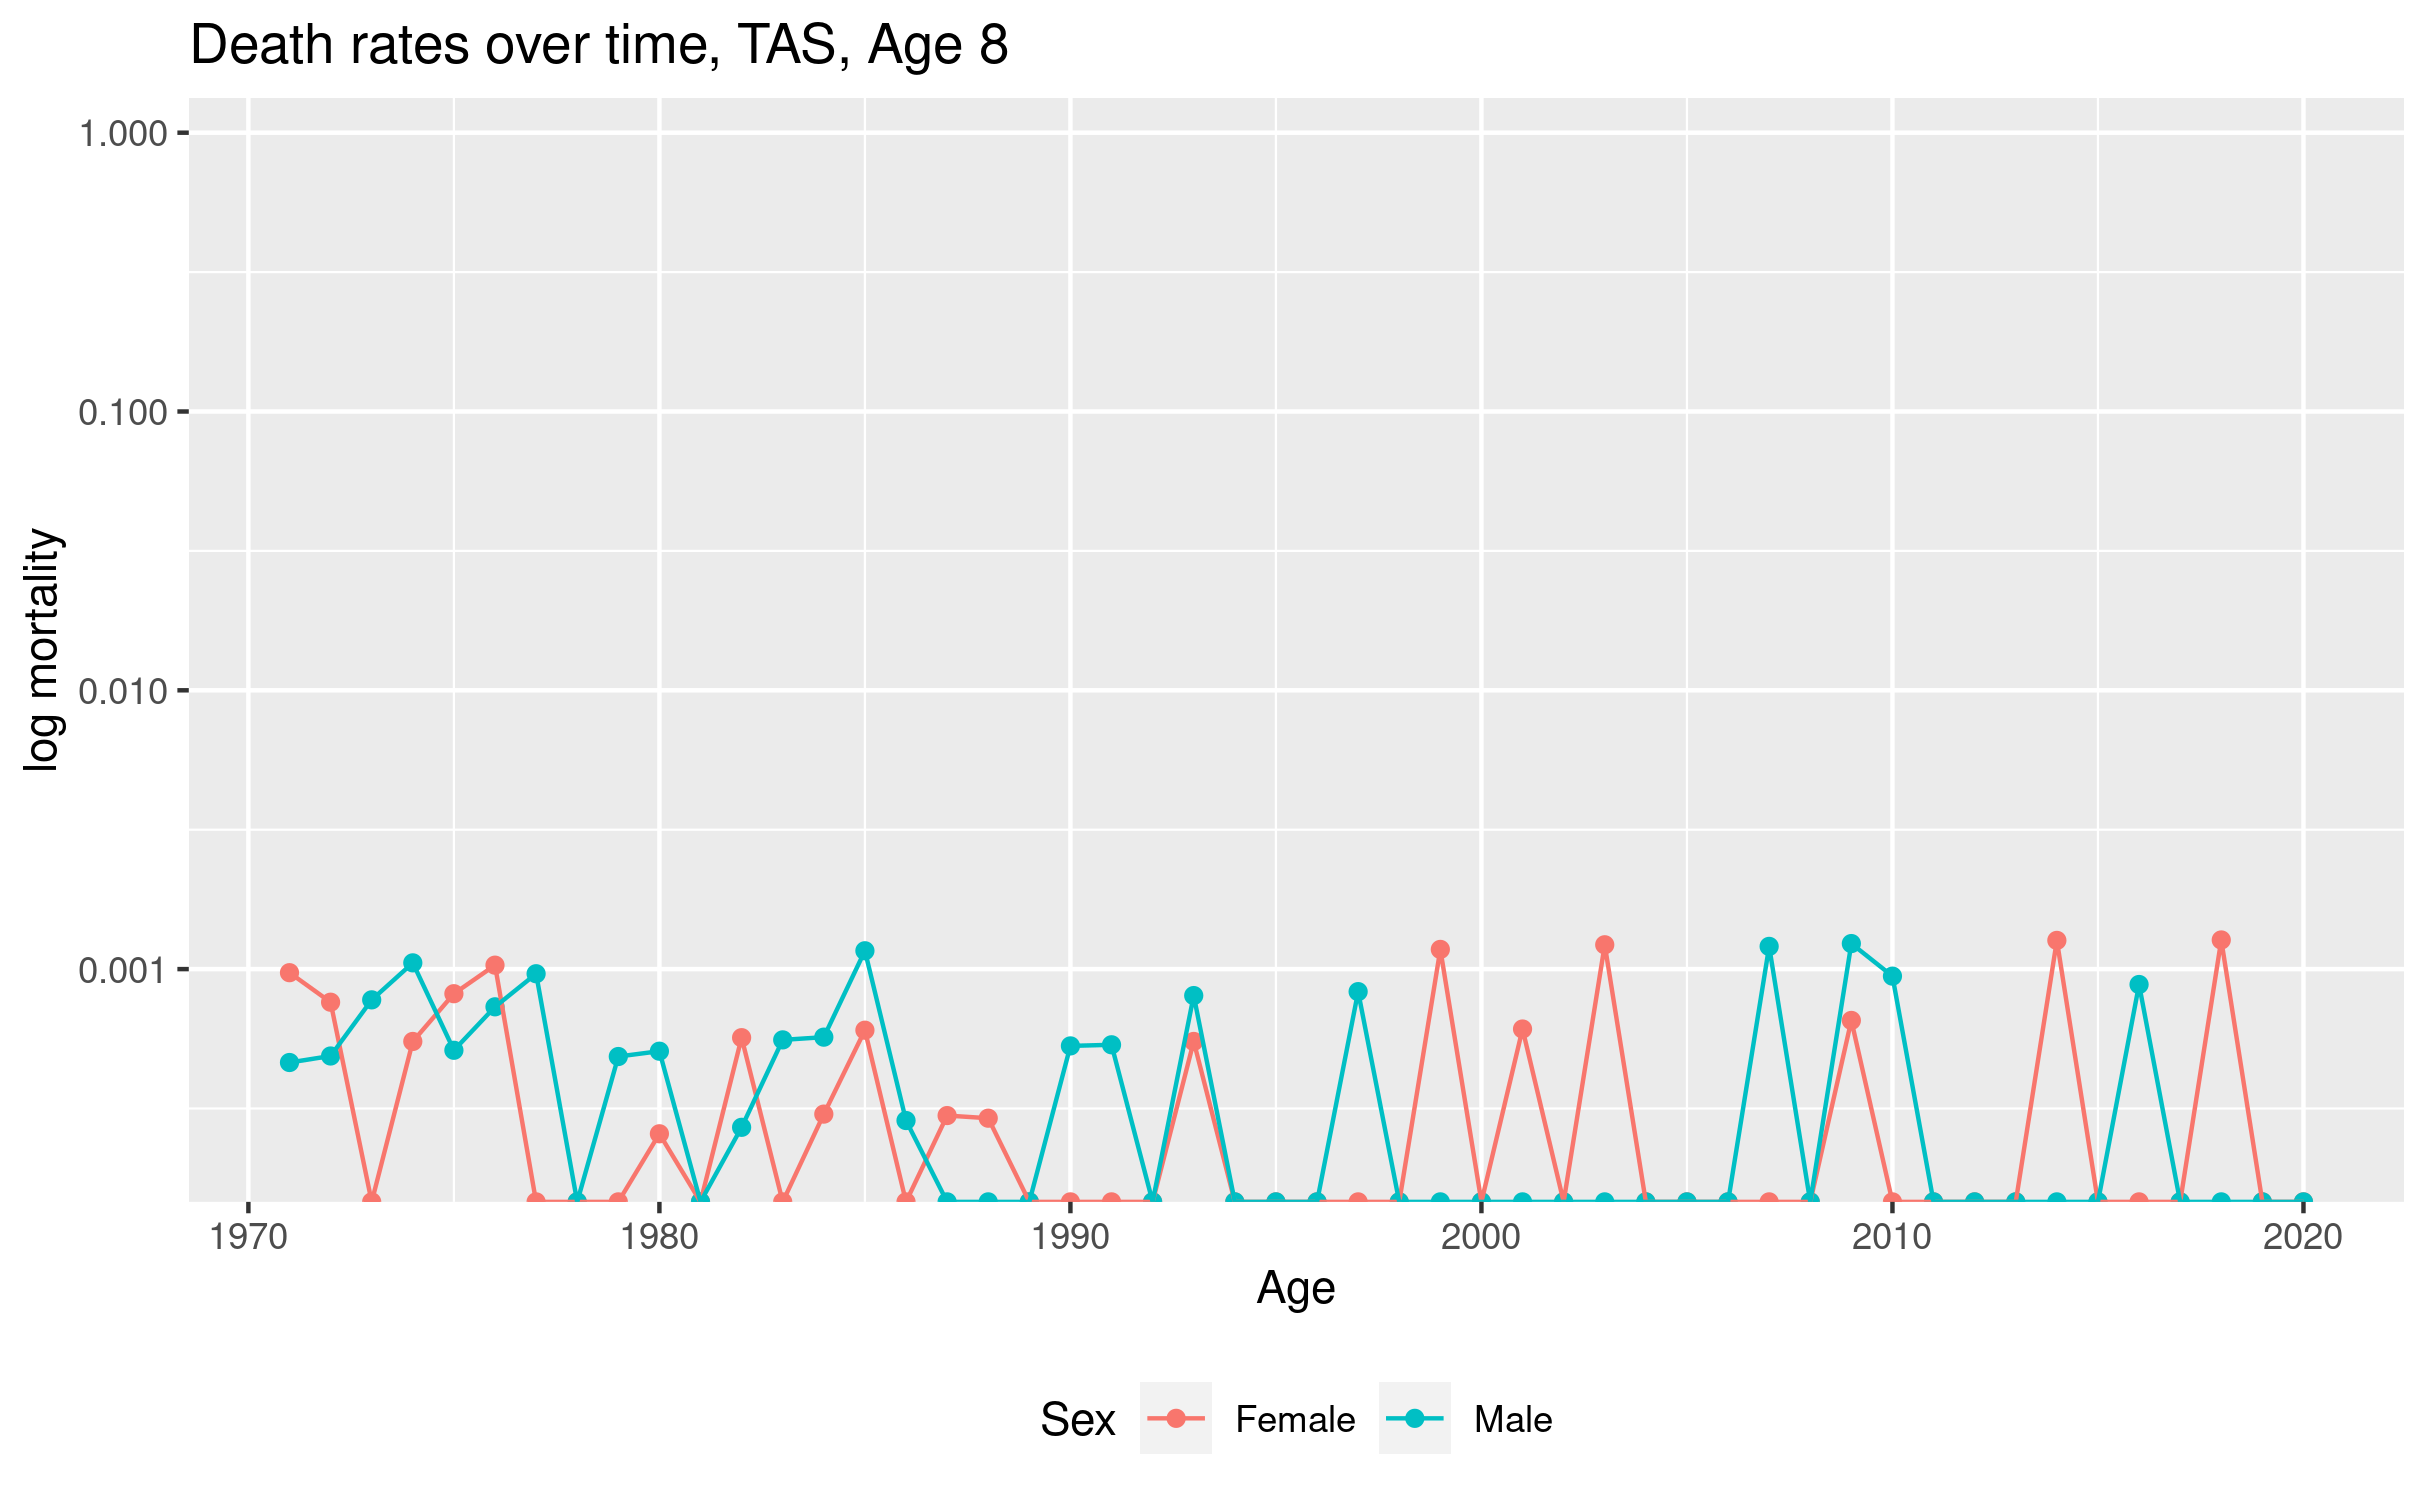 Death rates over time, TAS, Age 8
1.000
0.100
0.010
0.001
log mortality
1970 1980 1990 2000 2010 2020
Age
Sex Female Male